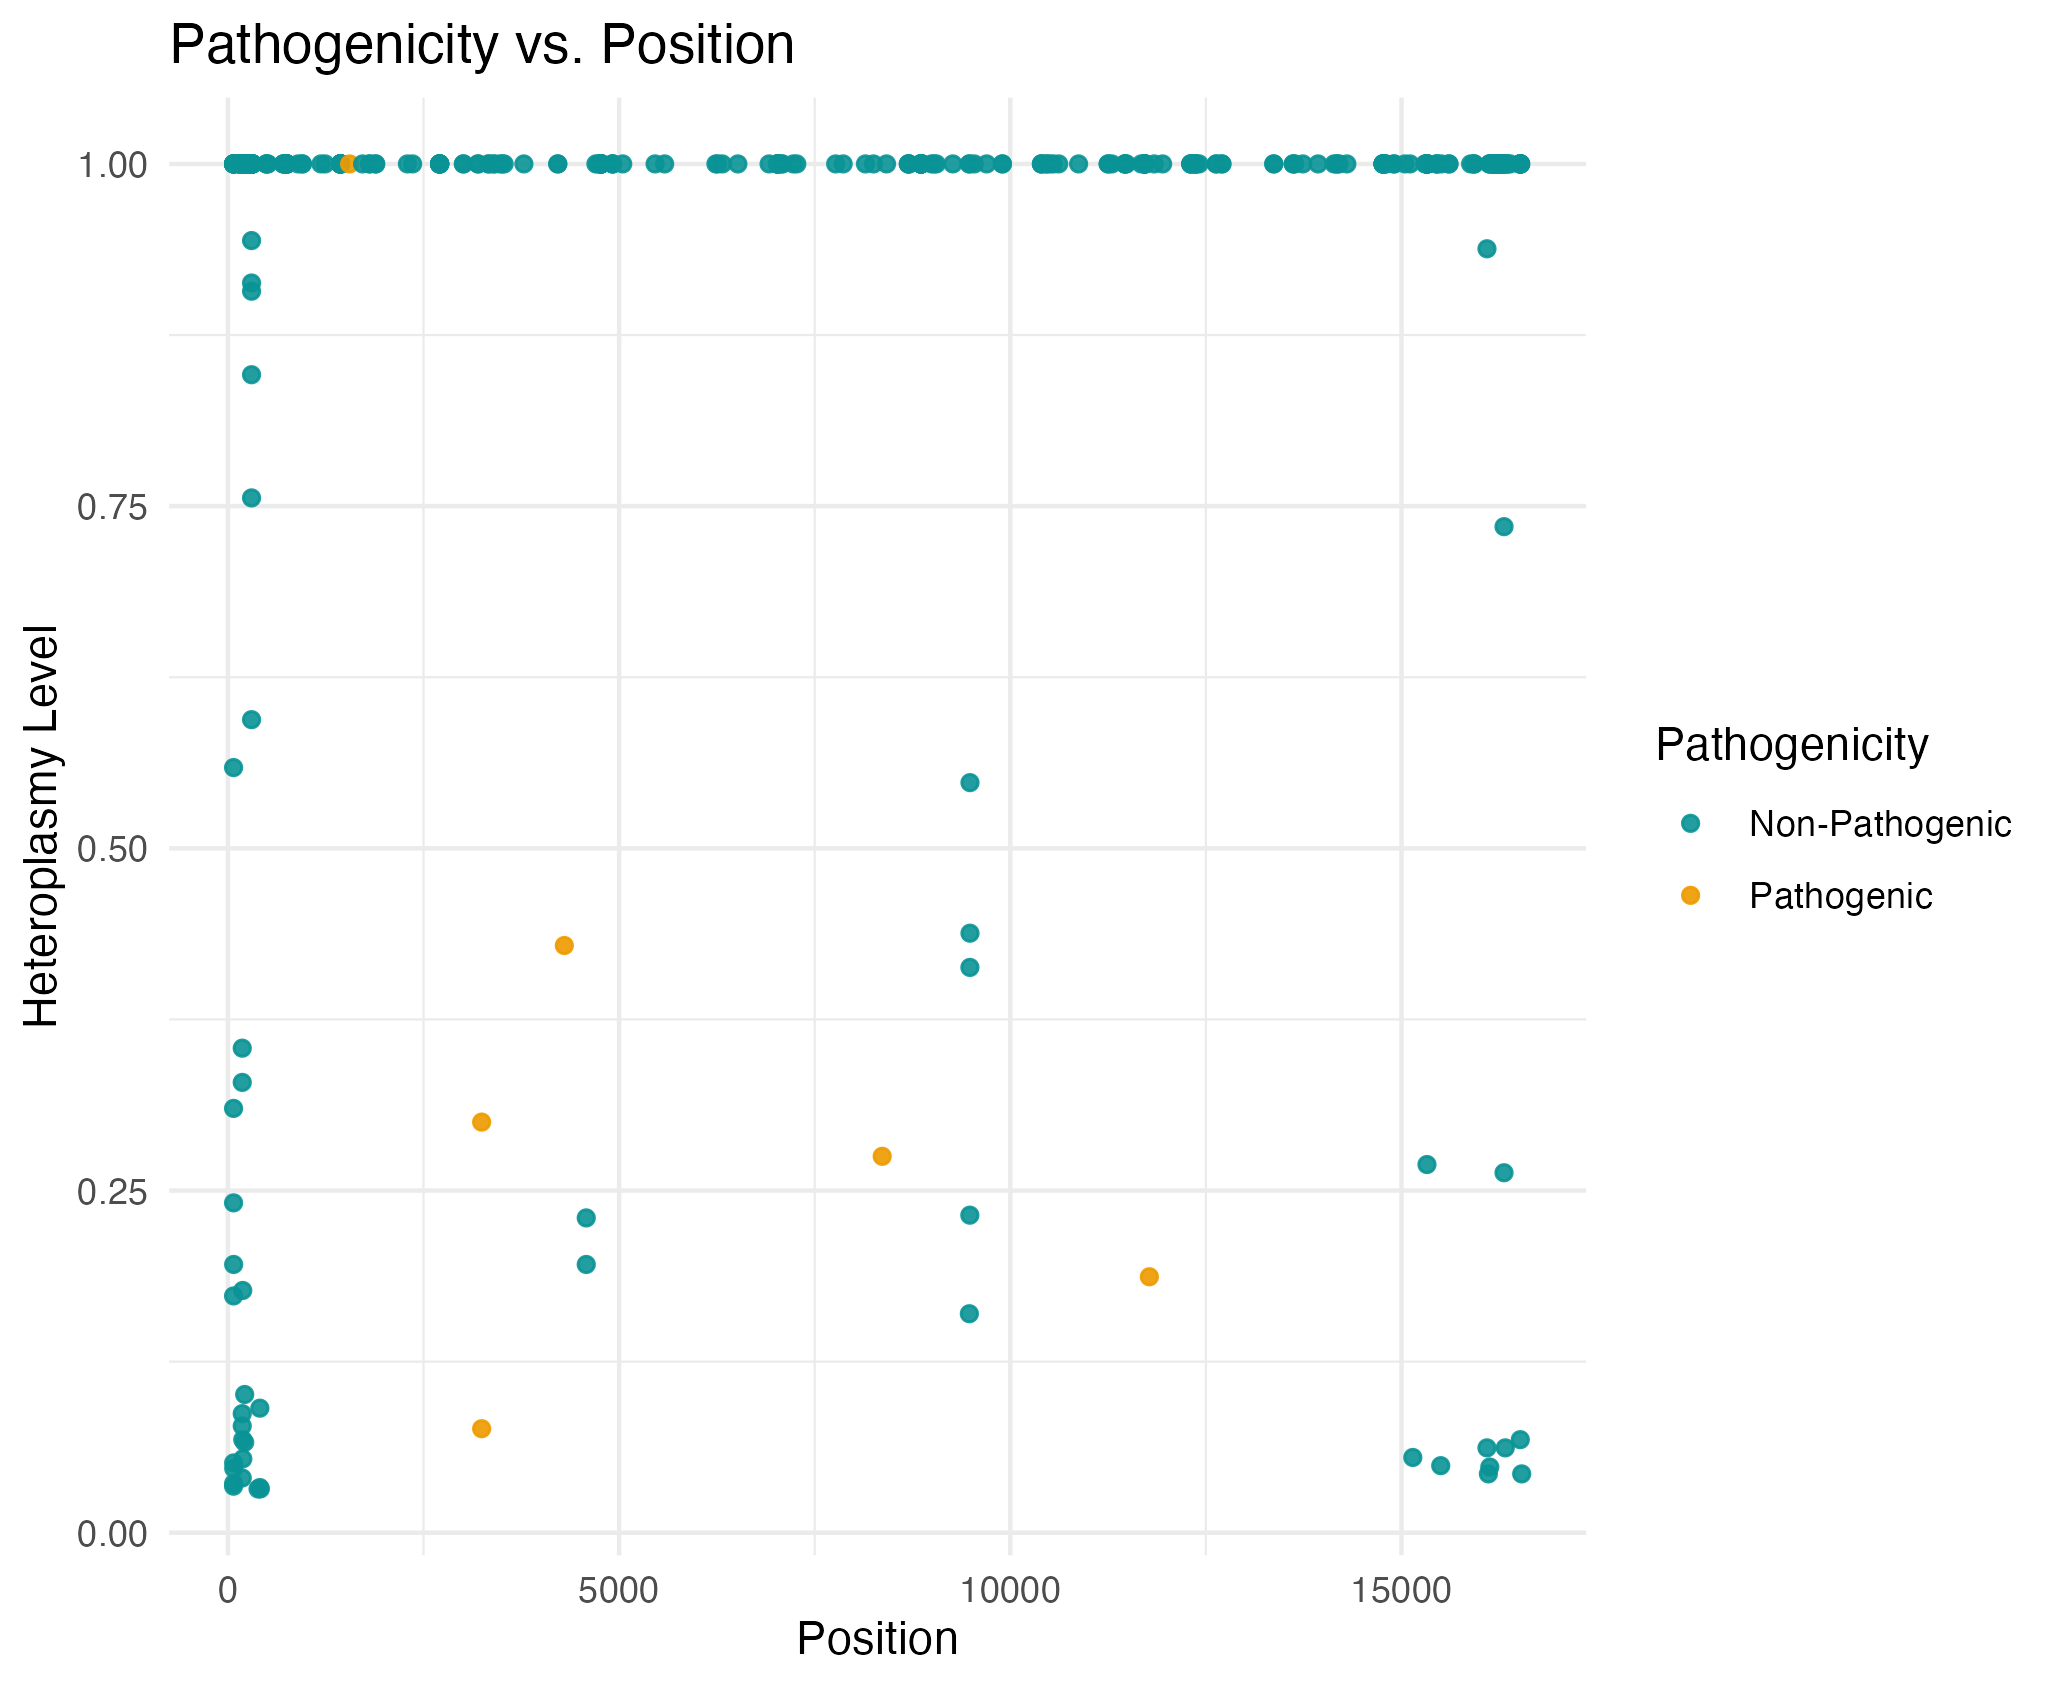 Pathogenicity vs. Position
1.00
0.75
0.50
0.25
0.00
Heteroplasmy Level
0
5000
10000
15000
Position
Pathogenicity
Non-Pathogenic
Pathogenic